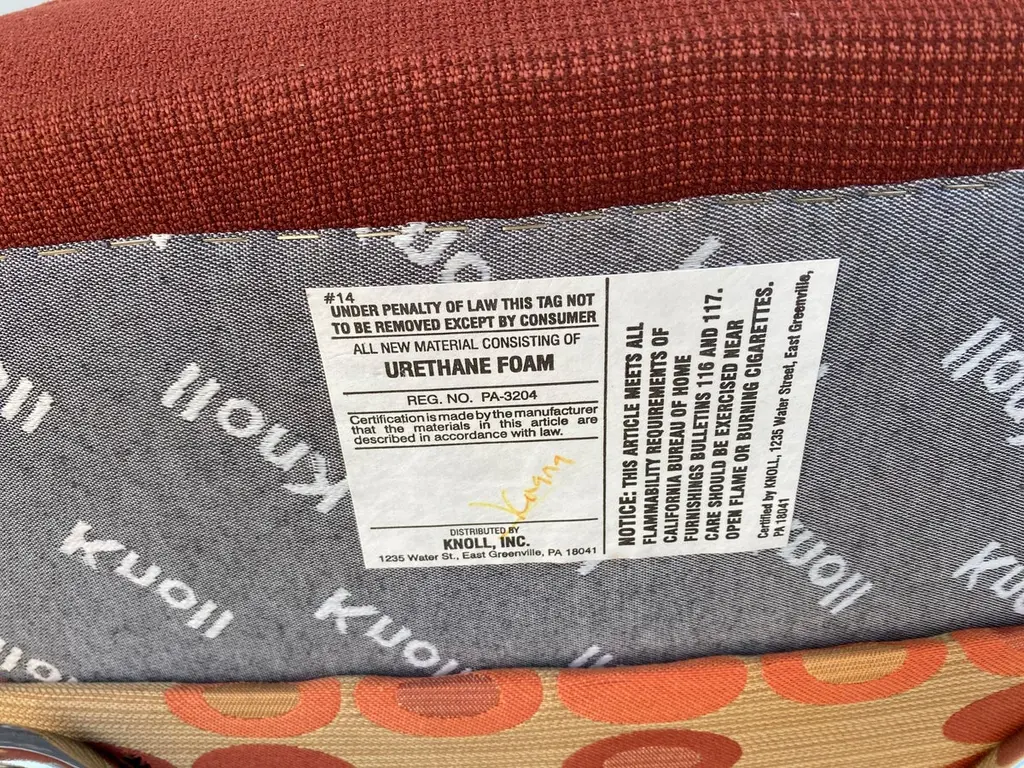 #14
UNDER PENALTY OF LAW THIS TAG NOT
TO BE REMOVED EXCEPT BY CONSUMER
ALL NEW MATERIAL CONSISTING OF
URETHANE FOAM
REG. NO. PA-3204
Certification is made by the manufacturer
that the materials in this article are
described in accordance with law.
DISTRIBUTED BY
KNOLL, INC.
1235 Water St., East Greenville, PA 18041
NOTICE: THIS ARTICLE MEETS ALL
FLAMMABILITY REQUIREMENTS OF
CALIFORNIA BUREAU OF HOME
FURNISHINGS BULLETINS 116 AND 117.
CARE SHOULD BE EXERCISED NEAR
OPEN FLAME OR BURNING CIGARETTES.
Certified by KNOLL, 1235 Water Street, East Greenville,
PA 18041
Knoll
Knoll
Knoll